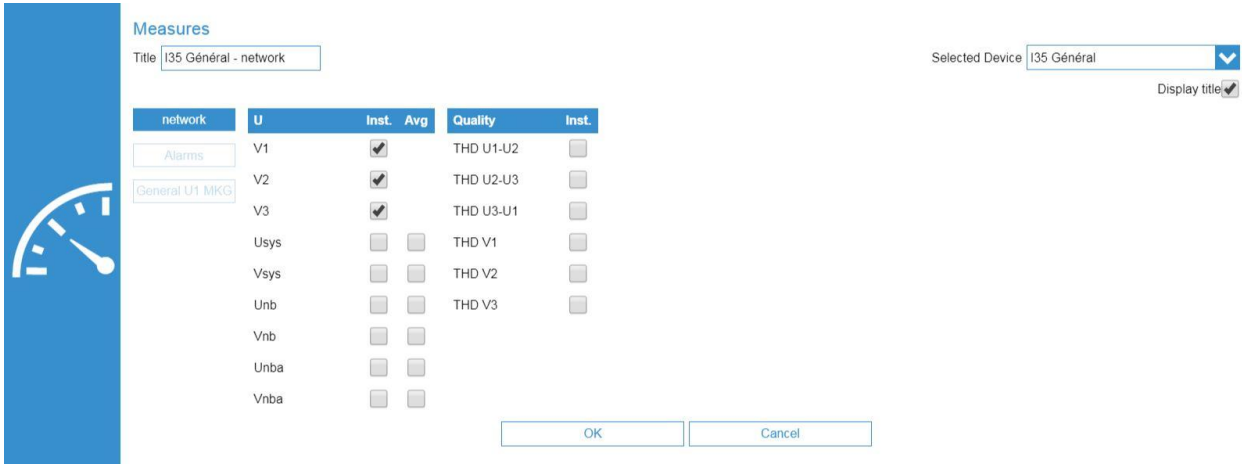 Measures
Title I35 Général - network
Selected Device I35 Général
Display title
network U Inst. Avg Quality Inst.
V1 THD U1-U2
Alarms
V2 THD U2-U3
General U1 MKG
V3 THD U3-U1
Usys THD V1
Vsys THD V2
Unb THD V3
Vnb
Unba
Vnba
OK Cancel